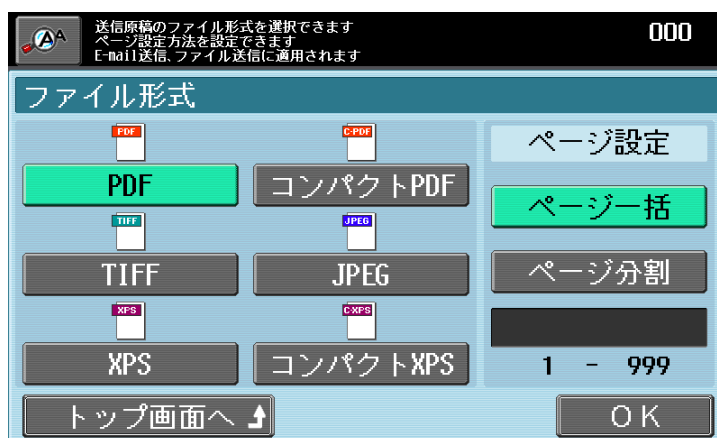 送信原稿のファイル形式を選択できます
ページ設定方法を設定できます
E-mail送信、ファイル送信に適用されます
000
ファイル形式
PDF
C-PDF
PDF
コンパクトPDF
TIFF
JPEG
TIFF
JPEG
XPS
C-XPS
XPS
コンパクトXPS
ページ設定
ページ一括
ページ分割
1 - 999
トップ画面へ
OK